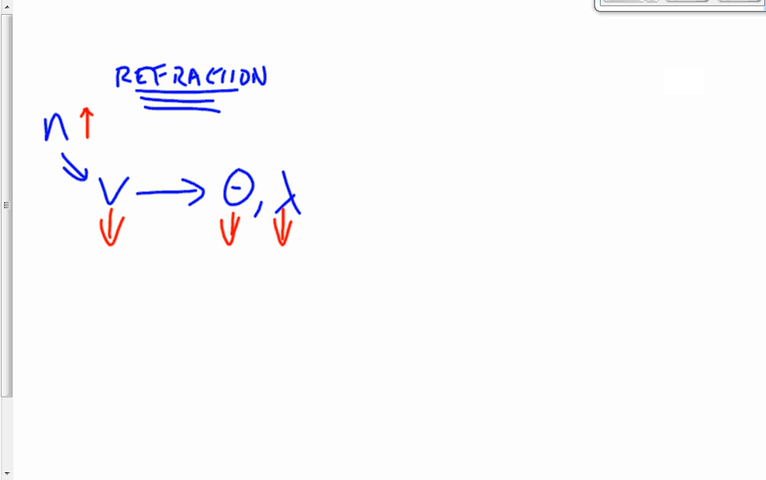 REFRACTION
n ↑
v → θ, λ